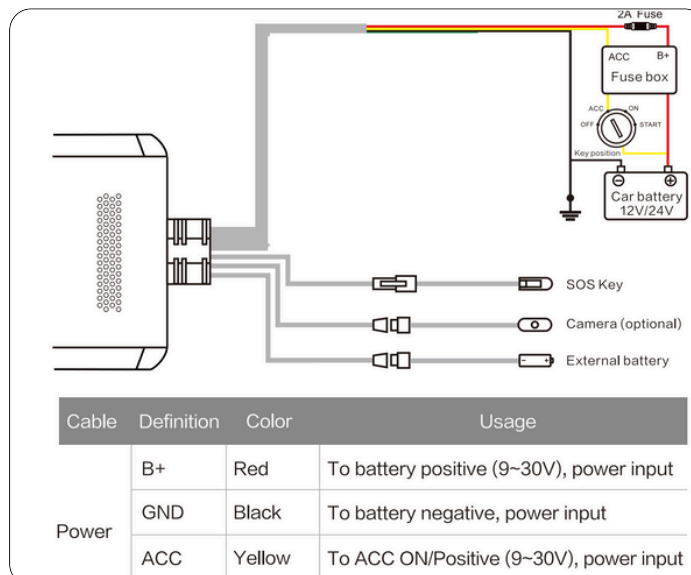 2A Fuse
ACC B+
Fuse box
ACC ON
OFF START
Key position
Car battery
12V/24V
SOS Key
Camera (optional)
External battery
Cable Definition Color Usage
B+ Red To battery positive (9~30V), power input
GND Black To battery negative, power input
Power
ACC Yellow To ACC ON/Positive (9~30V), power input